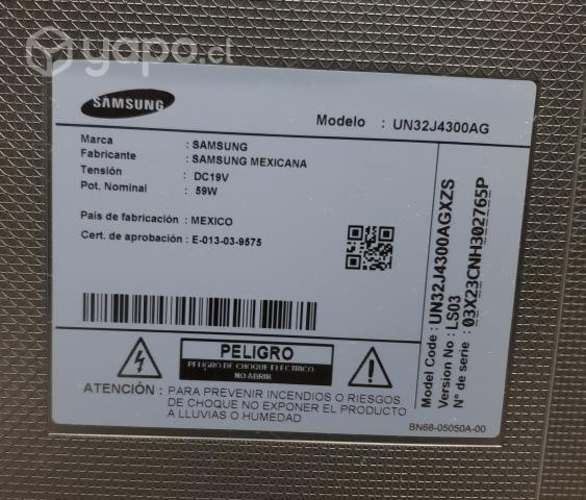 yapo.cl
SAMSUNG
Modelo : UN32J4300AG
Marca : SAMSUNG
Fabricante : SAMSUNG MEXICANA
Tensión : DC19V
Pot. Nominal : 59W
País de fabricación : MEXICO
Cert. de aprobación : E-013-03-9575
PELIGRO
PELIGRO DE CHOQUE ELECTRICO
NO ABRIR
ATENCIÓN : PARA PREVENIR INCENDIOS O RIESGOS
DE CHOQUE NO EXPONER EL PRODUCTO
A LLUVIAS O HUMEDAD
Model Code : UN32J4300AGXZS
Version No : LS03
N° de serie : 03X23CNH302765P
BN68-05050A-00